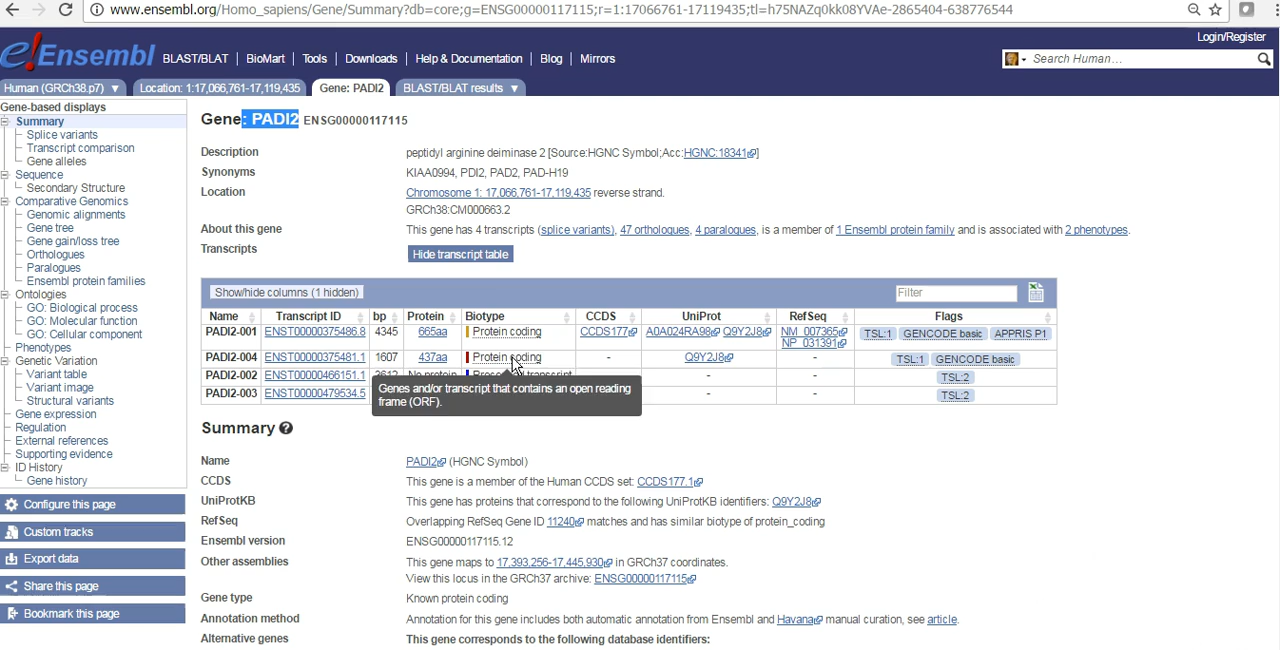 www.ensembl.org/Homo_sapiens/Gene/Summary?db=core;g=ENSG00000117115;r=1:17066761-17119435;tl=h75NAZq0kk08YVAe-2865404-638776544
Login/Register
e!Ensembl BLAST/BLAT | BioMart | Tools | Downloads | Help & Documentation | Blog | Mirrors
Search Human…
Human (GRCh38.p7) ▼ Location: 1:17,066,761-17,119,435 Gene: PADI2 BLAST/BLAT results ▼
Gene-based displays
Summary
Splice variants
Transcript comparison
Gene alleles
Sequence
Secondary Structure
Comparative Genomics
Genomic alignments
Gene tree
Gene gain/loss tree
Orthologues
Paralogues
Ensembl protein families
Ontologies
GO: Biological process
GO: Molecular function
GO: Cellular component
Phenotypes
Genetic Variation
Variant table
Variant image
Structural variants
Gene expression
Regulation
External references
Supporting evidence
ID History
Gene history
Configure this page
Custom tracks
Export data
Share this page
Bookmark this page
Gene: PADI2 ENSG00000117115
Description peptidyl arginine deiminase 2 [Source:HGNC Symbol;Acc:HGNC:18341]
Synonyms KIAA0994, PDI2, PAD2, PAD-H19
Location Chromosome 1: 17,066,761-17,119,435 reverse strand.
GRCh38:CM000663.2
About this gene This gene has 4 transcripts (splice variants), 47 orthologues, 4 paralogues, is a member of 1 Ensembl protein family and is associated with 2 phenotypes.
Transcripts Hide transcript table
Show/hide columns (1 hidden) Filter
Name Transcript ID bp Protein Biotype CCDS UniProt RefSeq Flags
PADI2-001 ENST00000375486.8 4345 665aa Protein coding CCDS177 A0A024RA98 Q9Y2J8 NM_007365 TSL:1 GENCODE basic APPRIS P1
NP_031391
PADI2-004 ENST00000375481.1 1607 437aa Protein coding - Q9Y2J8 - TSL:1 GENCODE basic
PADI2-002 ENST00000466151.1 - - TSL:2
PADI2-003 ENST00000479534.5 - - TSL:2
Genes and/or transcript that contains an open reading
frame (ORF).
Summary ?
Name PADI2 (HGNC Symbol)
CCDS This gene is a member of the Human CCDS set: CCDS177.1
UniProtKB This gene has proteins that correspond to the following UniProtKB identifiers: Q9Y2J8
RefSeq Overlapping RefSeq Gene ID 11240 matches and has similar biotype of protein_coding
Ensembl version ENSG00000117115.12
Other assemblies This gene maps to 17,393,256-17,445,930 in GRCh37 coordinates.
View this locus in the GRCh37 archive: ENSG00000117115
Gene type Known protein coding
Annotation method Annotation for this gene includes both automatic annotation from Ensembl and Havana manual curation, see article.
Alternative genes This gene corresponds to the following database identifiers: